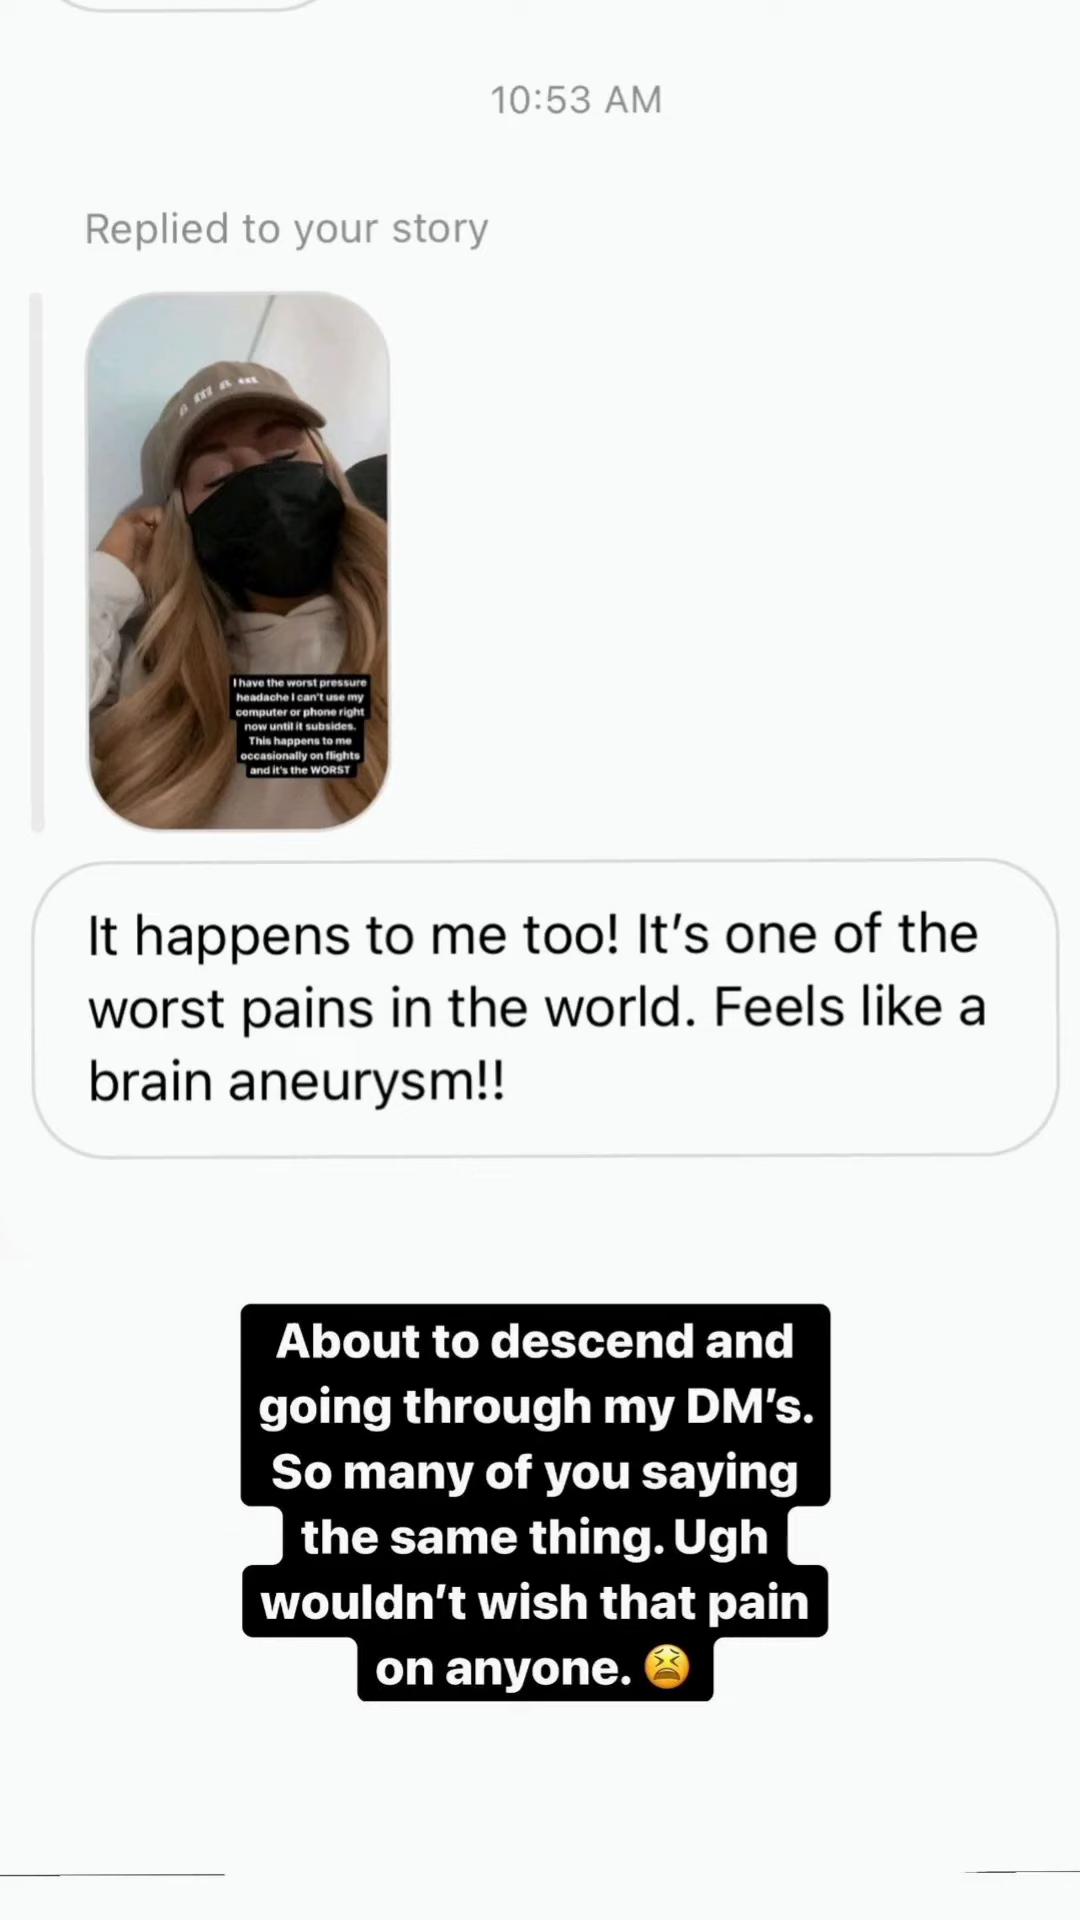 10:53 AM
Replied to your story
I have the worst pressure
headache I can't use my
computer or phone right
now until it subsides.
This happens to me
occasionally on flights
and it's the WORST
It happens to me too! It's one of the
worst pains in the world. Feels like a
brain aneurysm!!
About to descend and
going through my DM's.
So many of you saying
the same thing. Ugh
wouldn't wish that pain
on anyone. 😫